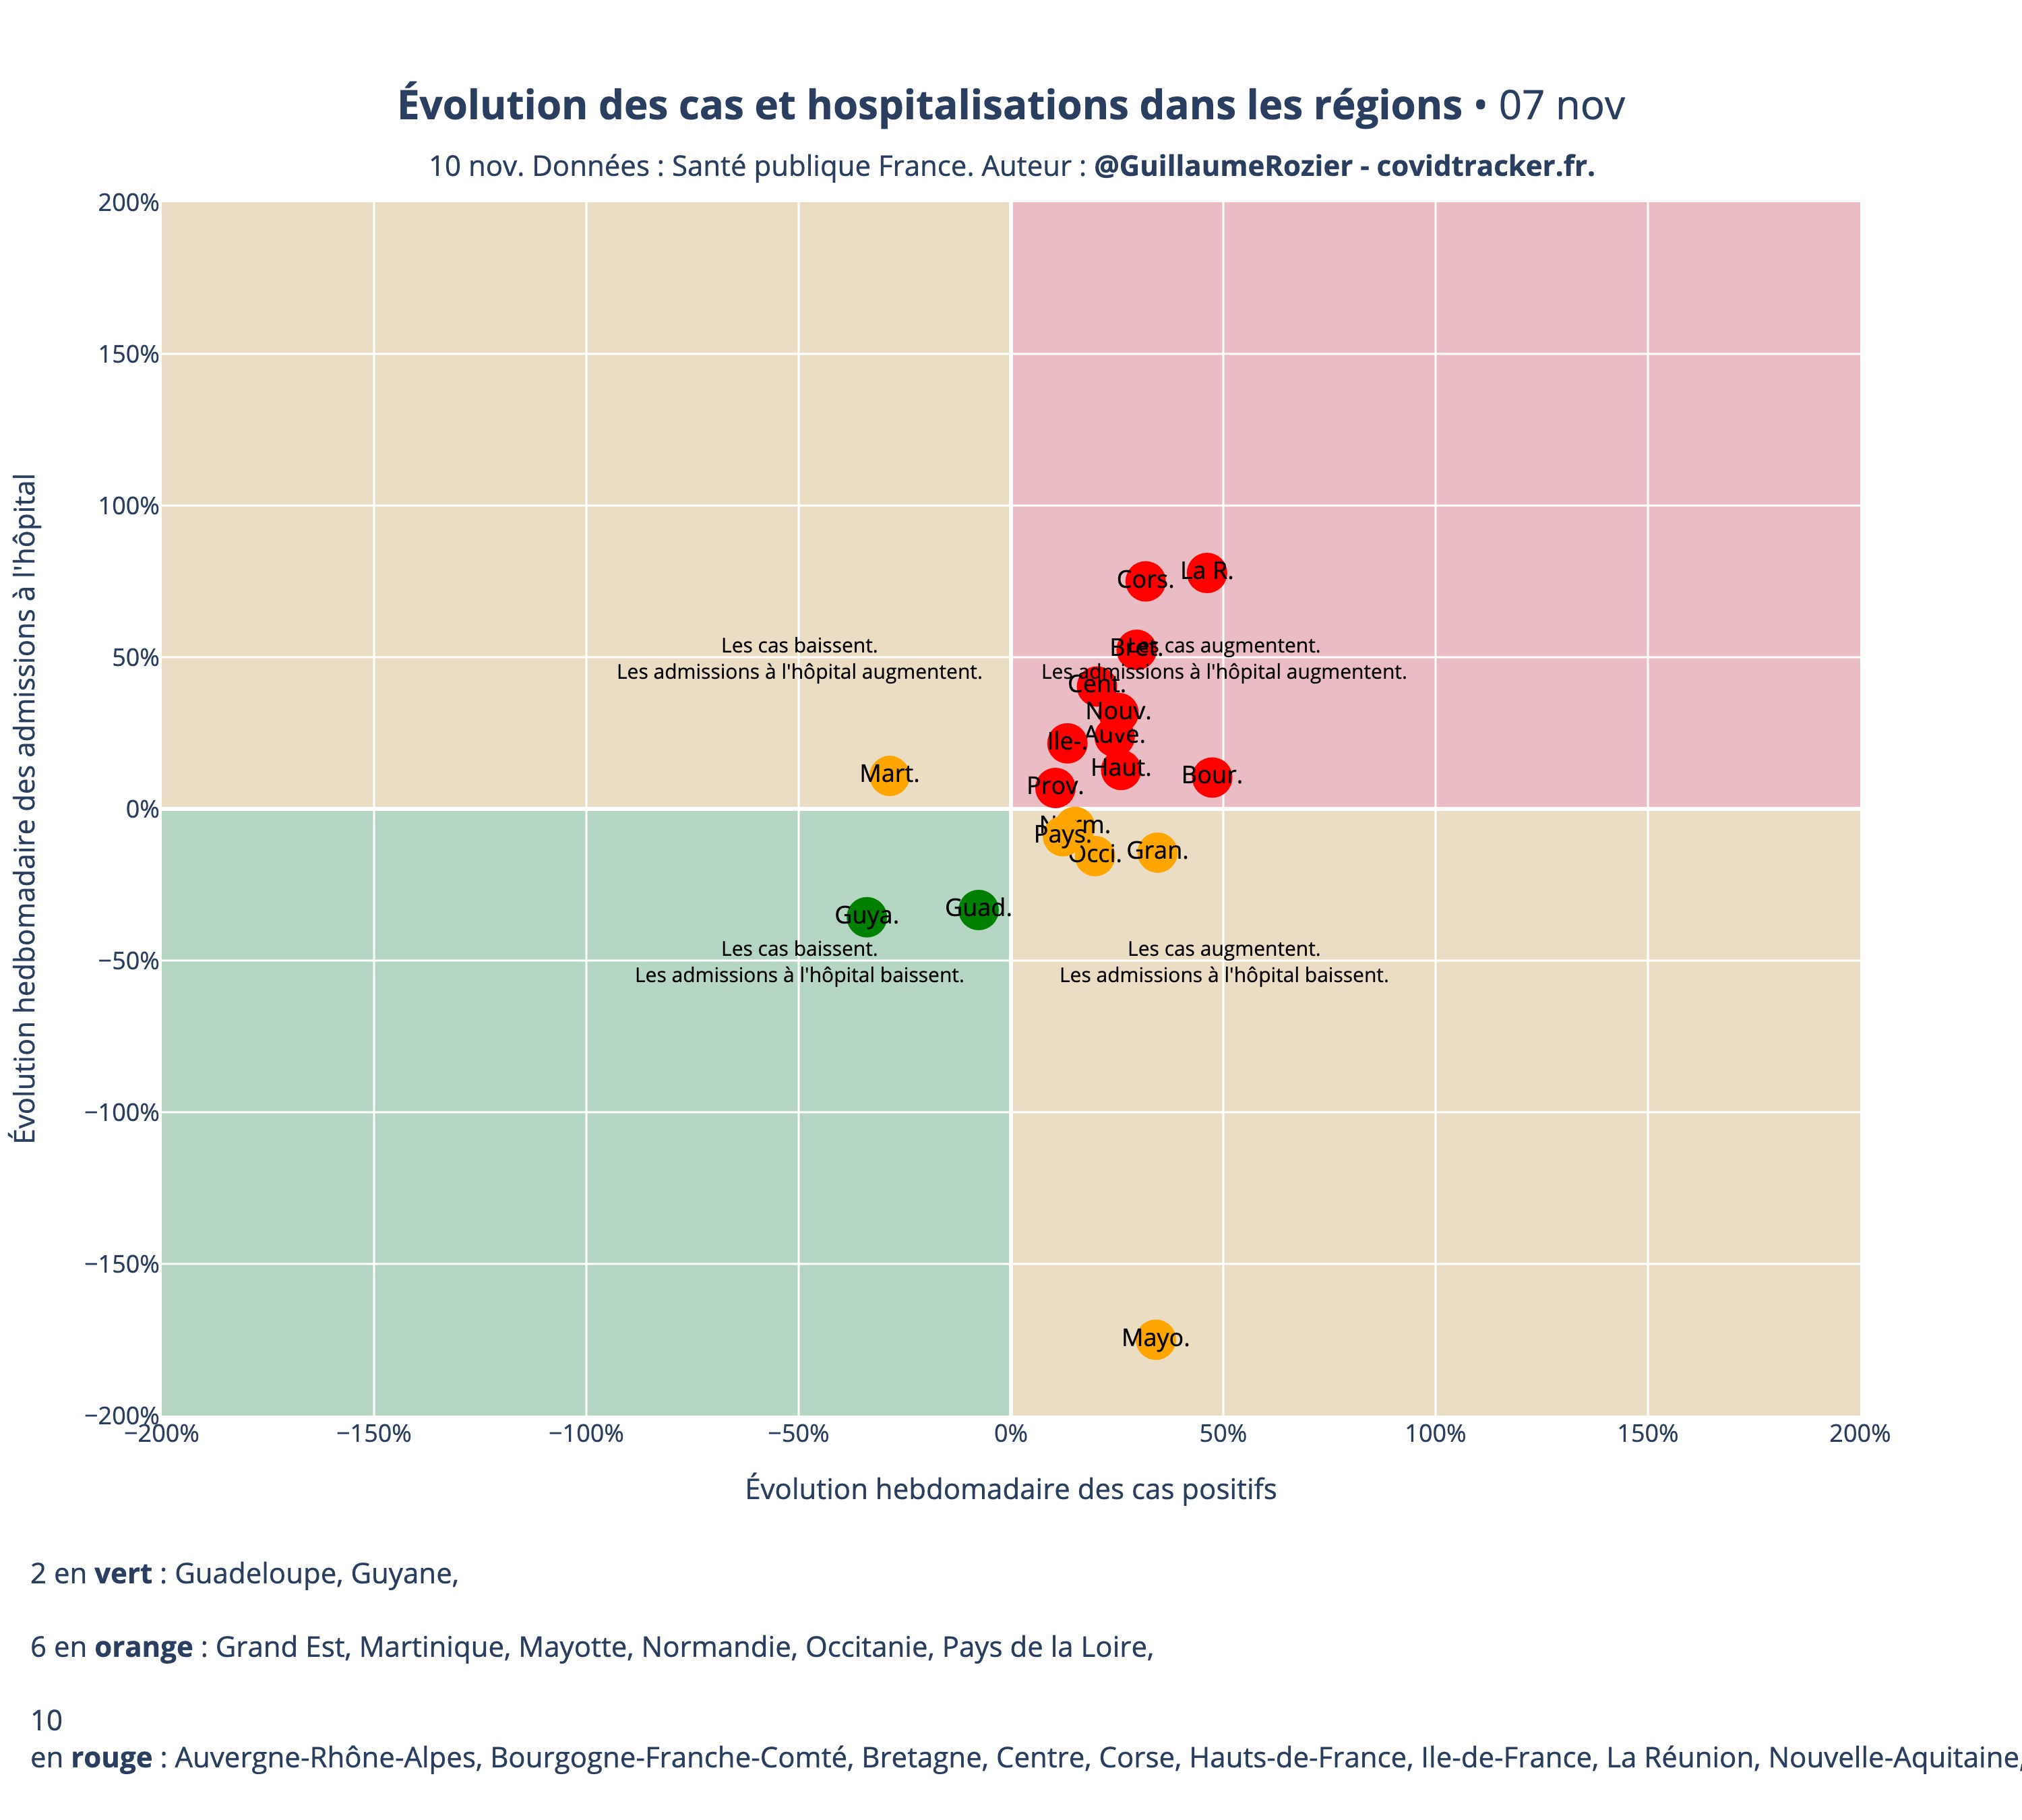 Évolution des cas et hospitalisations dans les régions • 07 nov
10 nov. Données : Santé publique France. Auteur : @GuillaumeRozier - covidtracker.fr.
Évolution hedbomadaire des admissions à l'hôpital
200%
150%
100%
50%
0%
−50%
−100%
−150%
−200%
Les cas baissent.
Les admissions à l'hôpital augmentent.
Les cas augmentent.
Les admissions à l'hôpital augmentent.
Cors.
La R.
Bret.
Cent.
Nouv.
Auve.
Ile-.
Haut.
Bour.
Prov.
Mart.
Norm.
Pays.
Occi.
Gran.
Guya.
Guad.
Les cas baissent.
Les admissions à l'hôpital baissent.
Les cas augmentent.
Les admissions à l'hôpital baissent.
Mayo.
−200%
−150%
−100%
−50%
0%
50%
100%
150%
200%
Évolution hebdomadaire des cas positifs
2 en vert : Guadeloupe, Guyane,
6 en orange : Grand Est, Martinique, Mayotte, Normandie, Occitanie, Pays de la Loire,
10
en rouge : Auvergne-Rhône-Alpes, Bourgogne-Franche-Comté, Bretagne, Centre, Corse, Hauts-de-France, Ile-de-France, La Réunion, Nouvelle-Aquitaine,